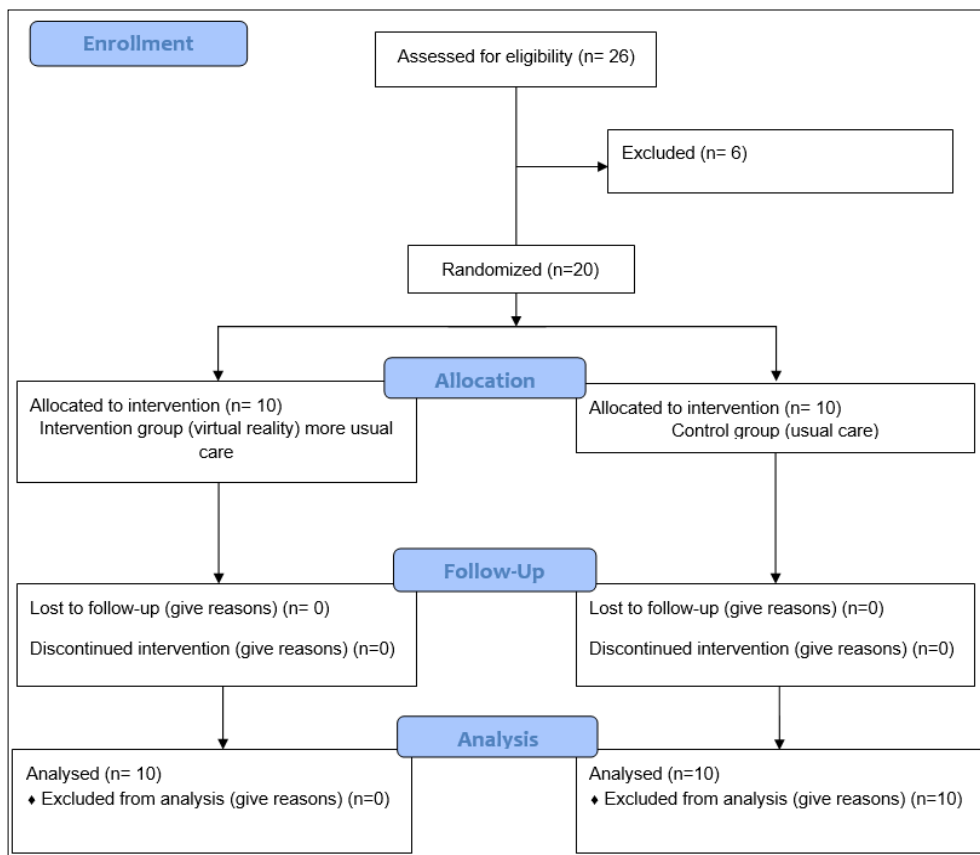 Enrollment
Assessed for eligibility (n= 26)
Excluded (n= 6)
Randomized (n=20)
Allocation
Allocated to intervention (n= 10)
Intervention group (virtual reality) more usual
care
Allocated to intervention (n= 10)
Control group (usual care)
Follow-Up
Lost to follow-up (give reasons) (n= 0)
Discontinued intervention (give reasons) (n=0)
Lost to follow-up (give reasons) (n=0)
Discontinued intervention (give reasons) (n=0)
Analysis
Analysed (n= 10)
♦ Excluded from analysis (give reasons) (n=0)
Analysed (n=10)
♦ Excluded from analysis (give reasons) (n=10)